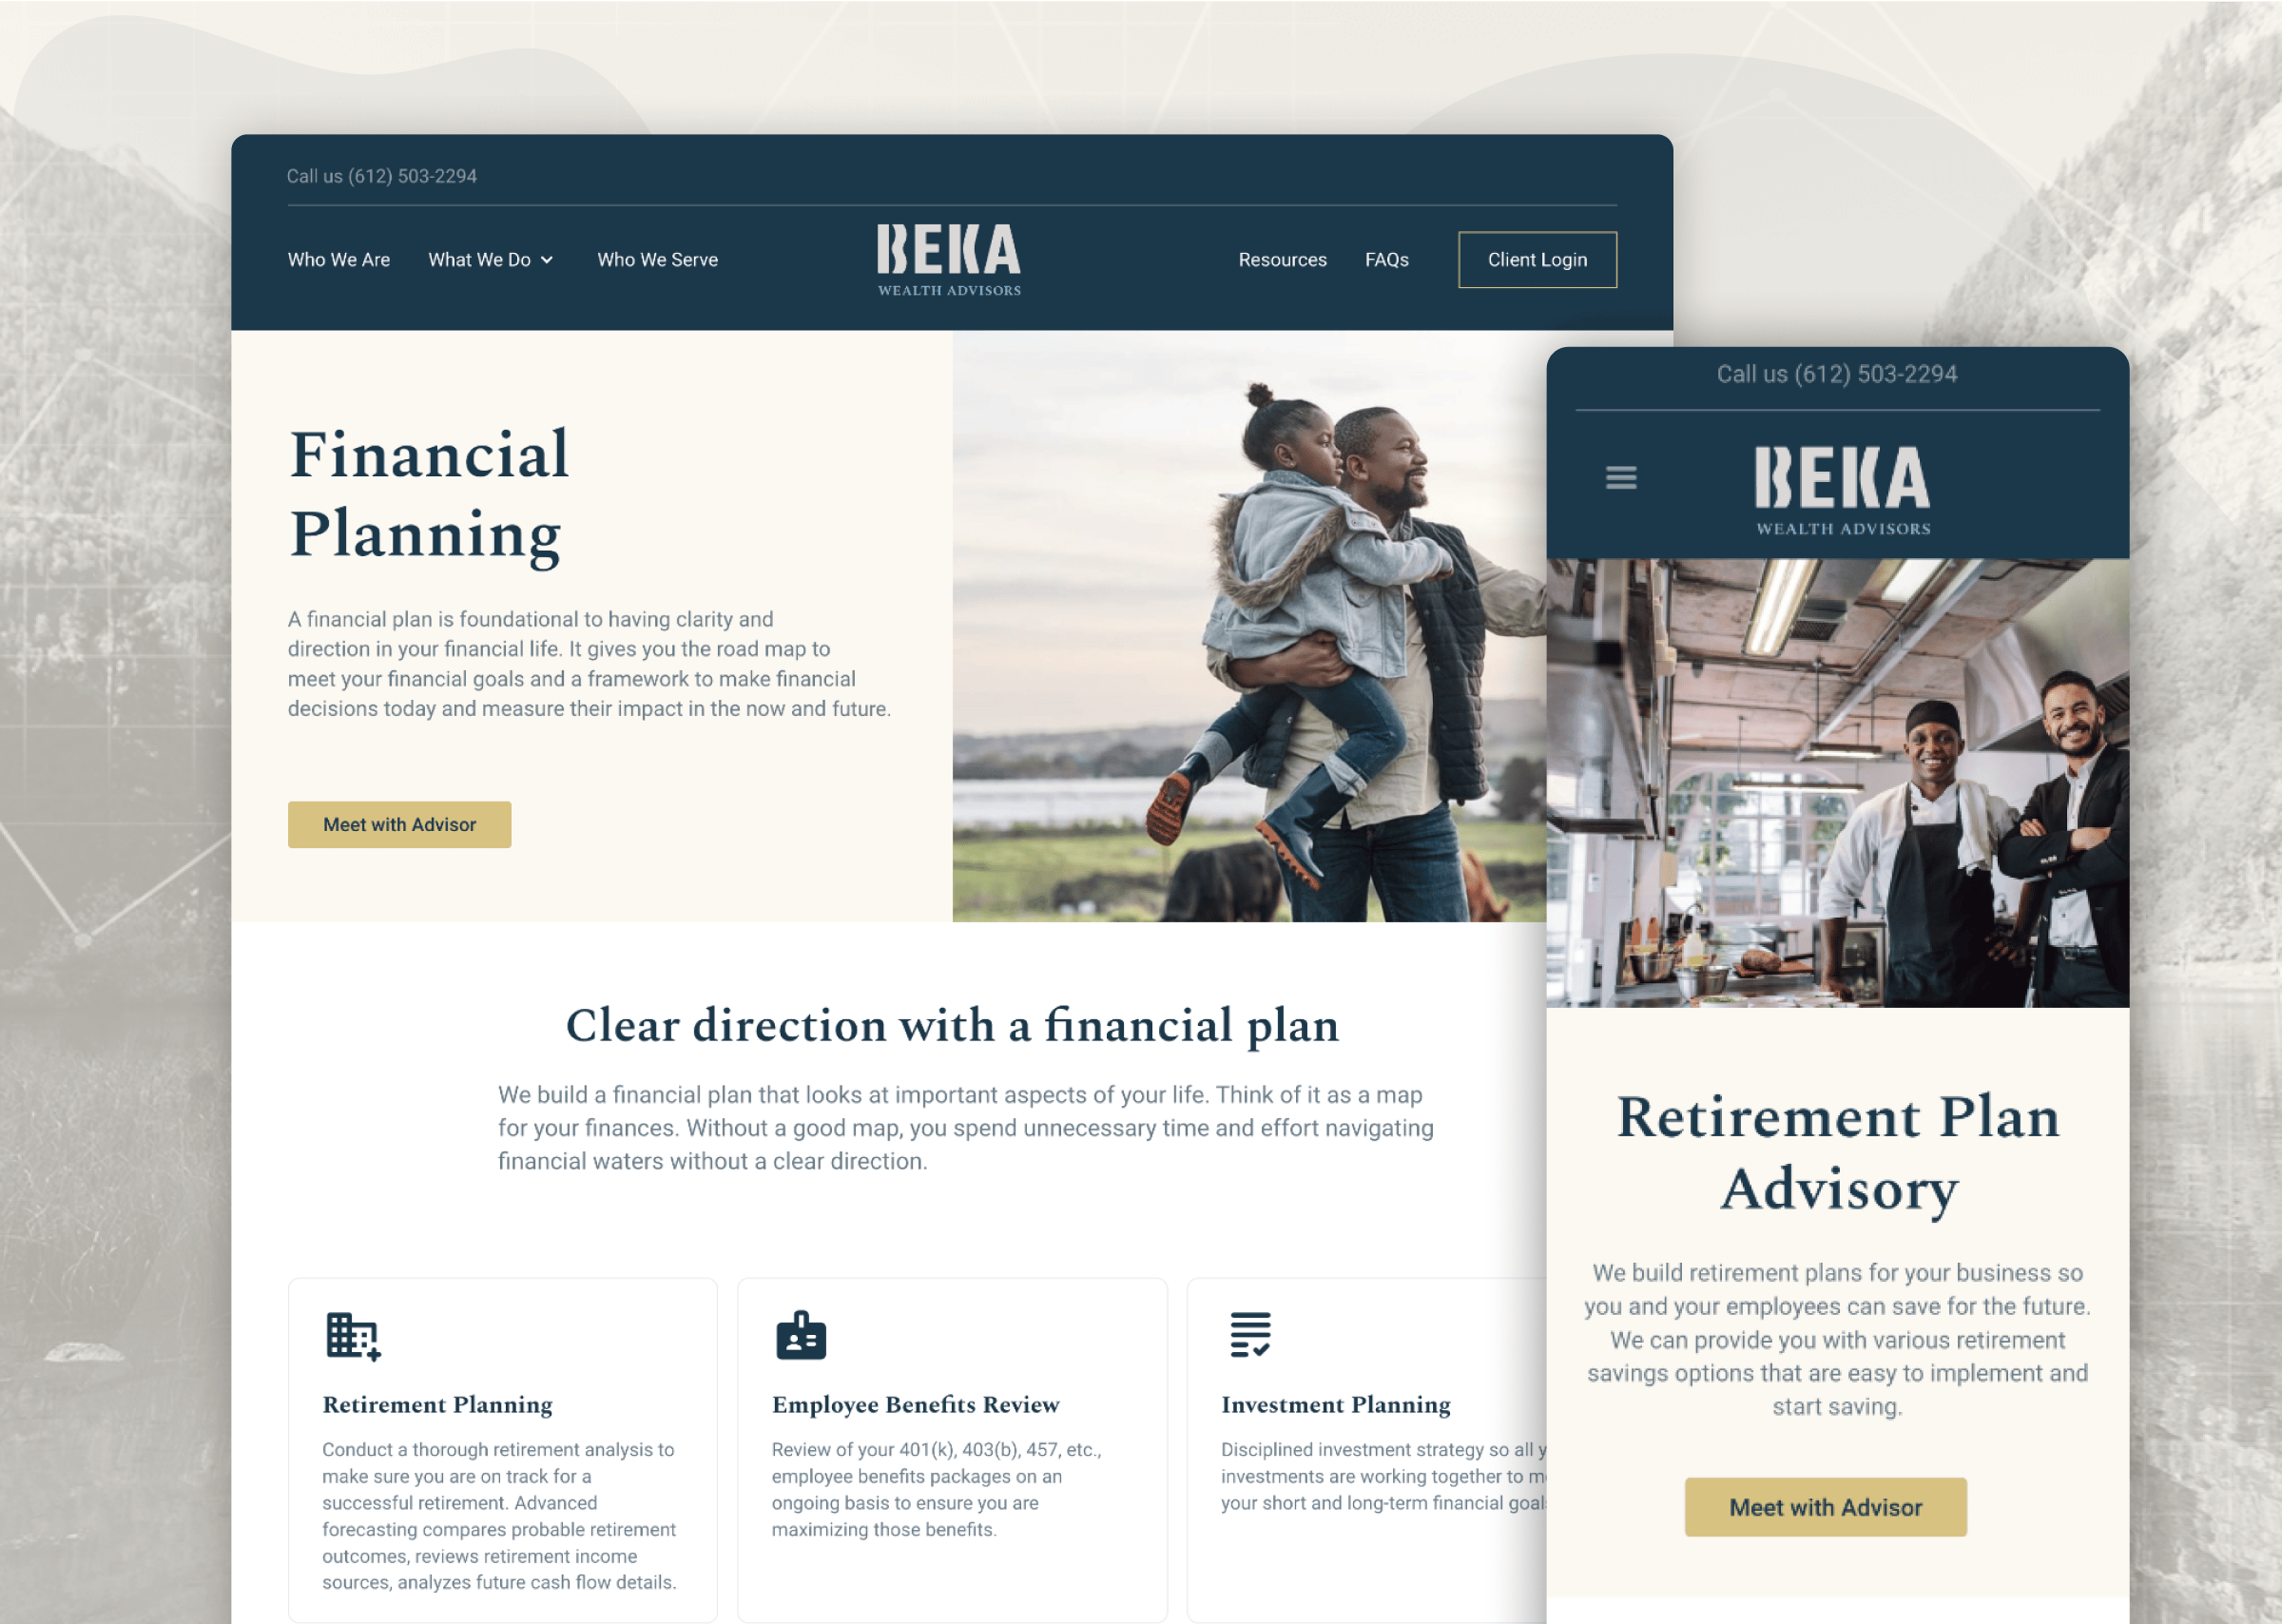 Call us (612) 503-2294
Who We Are
What We Do
Who We Serve
BEKA
WEALTH ADVISORS
Resources
FAQs
Client Login
Financial
Planning
A financial plan is foundational to having clarity and
direction in your financial life. It gives you the road map to
meet your financial goals and a framework to make financial
decisions today and measure their impact in the now and future.
Meet with Advisor
Clear direction with a financial plan
We build a financial plan that looks at important aspects of your life. Think of it as a map
for your finances. Without a good map, you spend unnecessary time and effort navigating
financial waters without a clear direction.
Retirement Planning
Conduct a thorough retirement analysis to
make sure you are on track for a
successful retirement. Advanced
forecasting compares probable retirement
outcomes, reviews retirement income
sources, analyzes future cash flow details.
Employee Benefits Review
Review of your 401(k), 403(b), 457, etc.,
employee benefits packages on an
ongoing basis to ensure you are
maximizing those benefits.
Investment Planning
Disciplined investment strategy so all
investments are working together to
your short and long-term financial
Call us (612) 503-2294
BEKA
WEALTH ADVISORS
Retirement Plan
Advisory
We build retirement plans for your business so
you and your employees can save for the future.
We can provide you with various retirement
savings options that are easy to implement and
start saving.
Meet with Advisor